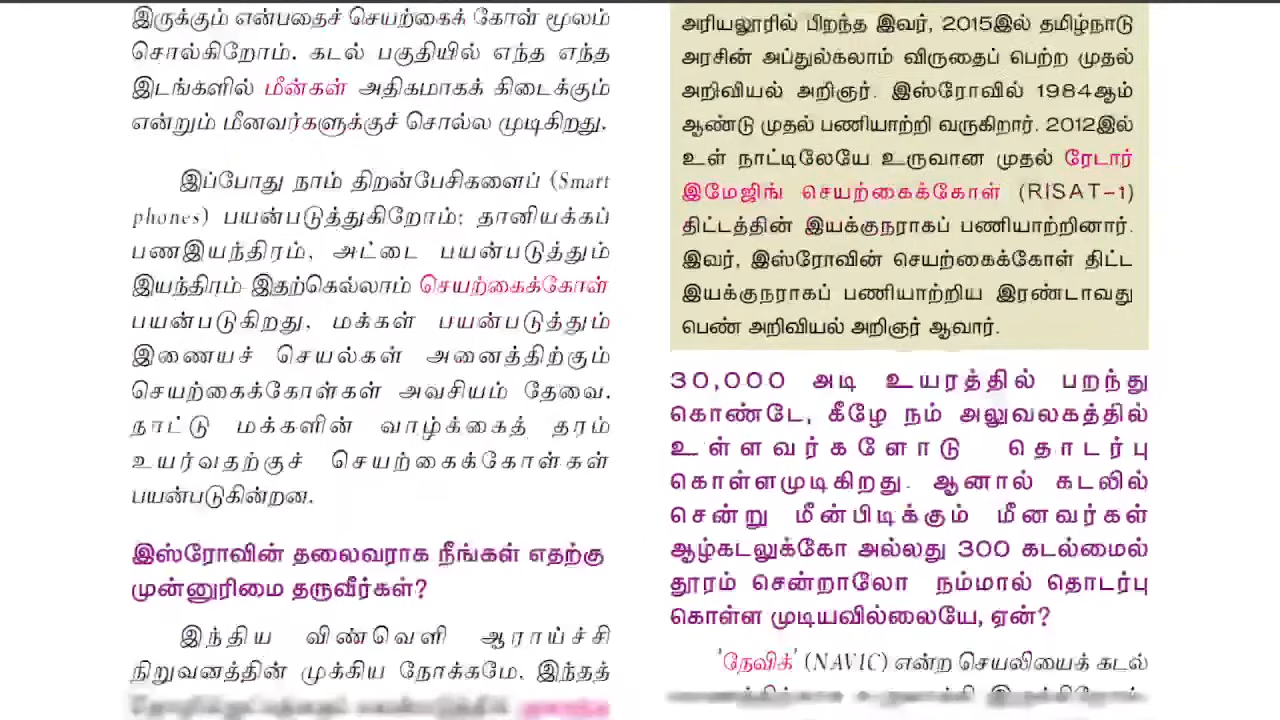 இருக்கும் என்பதைச் செயற்கைக் கோள் மூலம்
சொல்கிறோம். கடல் பகுதியில் எந்த எந்த
இடங்களில் மீன்கள் அதிகமாகக் கிடைக்கும்
என்றும் மீனவர்களுக்குச் சொல்ல முடிகிறது.
இப்போது நாம் திறன்பேசிகளைப் (Smart
phones) பயன்படுத்துகிறோம்; தானியக்கப்
பணஇயந்திரம், அட்டை பயன்படுத்தும்
இயந்திரம் இதற்கெல்லாம் செயற்கைக்கோள்
பயன்படுகிறது. மக்கள் பயன்படுத்தும்
இணையச் செயல்கள் அனைத்திற்கும்
செயற்கைக்கோள்கள் அவசியம் தேவை.
நாட்டு மக்களின் வாழ்க்கைத் தரம்
உயர்வதற்குச் செயற்கைக்கோள்கள்
பயன்படுகின்றன.
இஸ்ரோவின் தலைவராக நீங்கள் எதற்கு
முன்னுரிமை தருவீர்கள்?
இந்திய விண்வெளி ஆராய்ச்சி
நிறுவனத்தின் முக்கிய நோக்கமே, இந்தத்
அரியலூரில் பிறந்த இவர், 2015இல் தமிழ்நாடு
அரசின் அப்துல்கலாம் விருதைப் பெற்ற முதல்
அறிவியல் அறிஞர். இஸ்ரோவில் 1984ஆம்
ஆண்டு முதல் பணியாற்றி வருகிறார். 2012இல்
உள் நாட்டிலேயே உருவான முதல் ரேடார்
இமேஜிங் செயற்கைக்கோள் (RISAT-1)
திட்டத்தின் இயக்குநராகப் பணியாற்றினார்.
இவர், இஸ்ரோவின் செயற்கைக்கோள் திட்ட
இயக்குநராகப் பணியாற்றிய இரண்டாவது
பெண் அறிவியல் அறிஞர் ஆவார்.
30,000 அடி உயரத்தில் பறந்து
கொண்டே, கீழே நம் அலுவலகத்தில்
உள்ளவர்களோடு தொடர்பு
கொள்ளமுடிகிறது. ஆனால் கடலில்
சென்று மீன்பிடிக்கும் மீனவர்கள்
ஆழ்கடலுக்கோ அல்லது 300 கடல்மைல்
தூரம் சென்றாலோ நம்மால் தொடர்பு
கொள்ள முடியவில்லையே, ஏன்?
'நேவிக்' (NAVIC) என்ற செயலியைக் கடல்